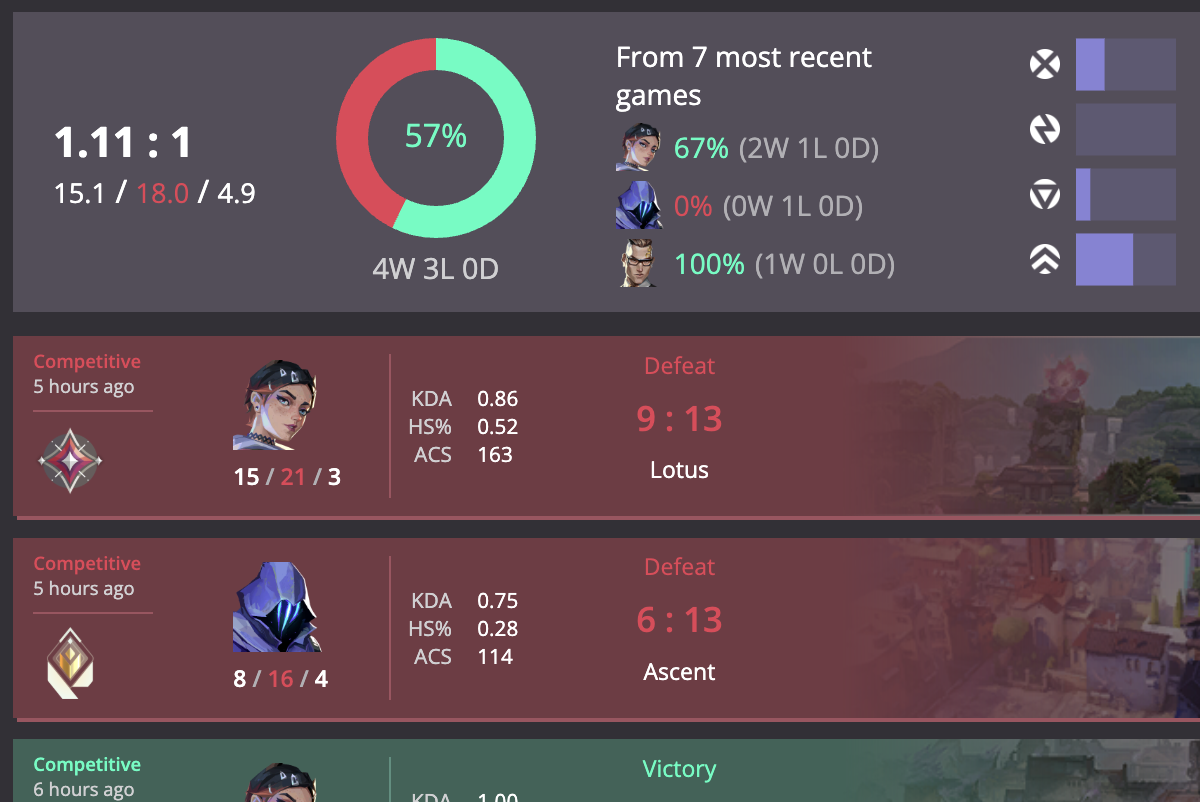 1.11 : 1
15.1 / 18.0 / 4.9
57%
4W 3L 0D
From 7 most recent
games
67% (2W 1L 0D)
0% (0W 1L 0D)
100% (1W 0L 0D)
Competitive
5 hours ago
15 / 21 / 3
KDA 0.86
HS% 0.52
ACS 163
Defeat
9 : 13
Lotus
Competitive
5 hours ago
8 / 16 / 4
KDA 0.75
HS% 0.28
ACS 114
Defeat
6 : 13
Ascent
Competitive
6 hours ago
KDA 1.00
Victory